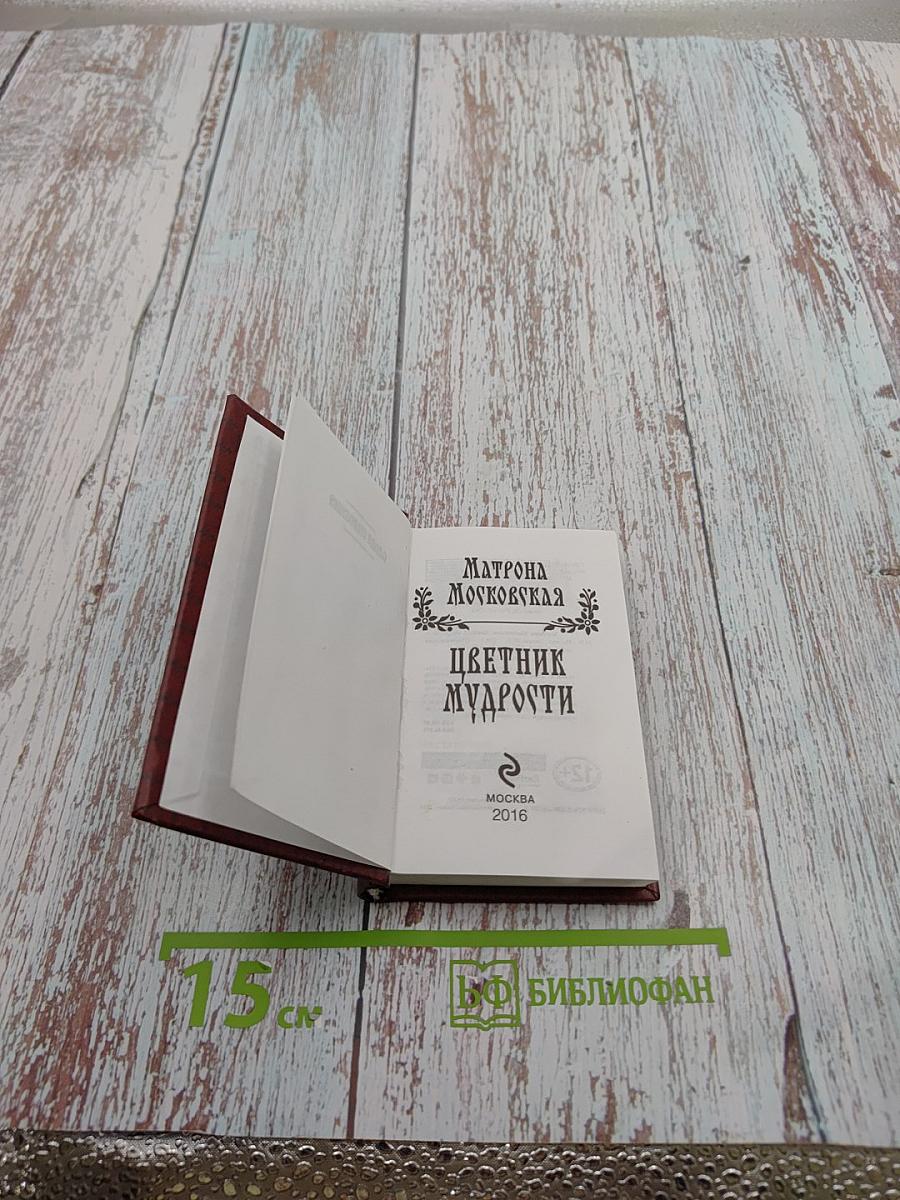 Матрона
Московская
ЦВЕТНИК
МУДРОСТИ
МОСКВА
2016
12+
15 см
БФ БИБЛИОФАН